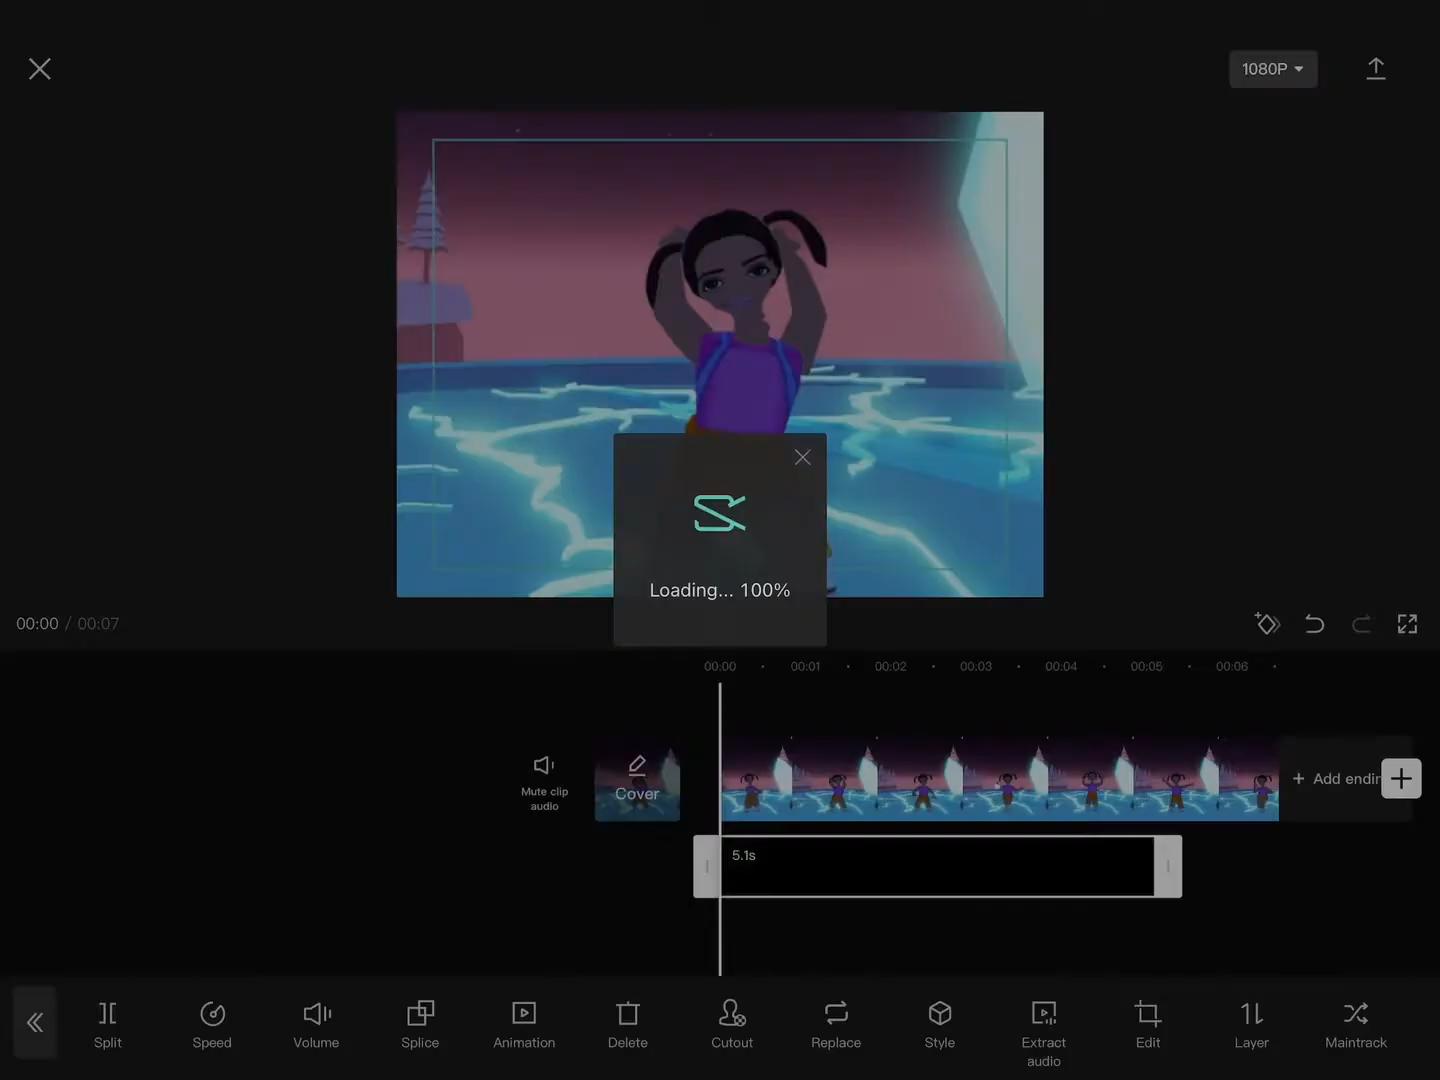 1080P
Loading... 100%
00:00 / 00:07
00:00 00:01 00:02 00:03 00:04 00:05 00:06
Mute clip
audio
Cover
+ Add endin
5.1s
Split Speed Volume Splice Animation Delete Cutout Replace Style Extract
audio Edit Layer Maintrack